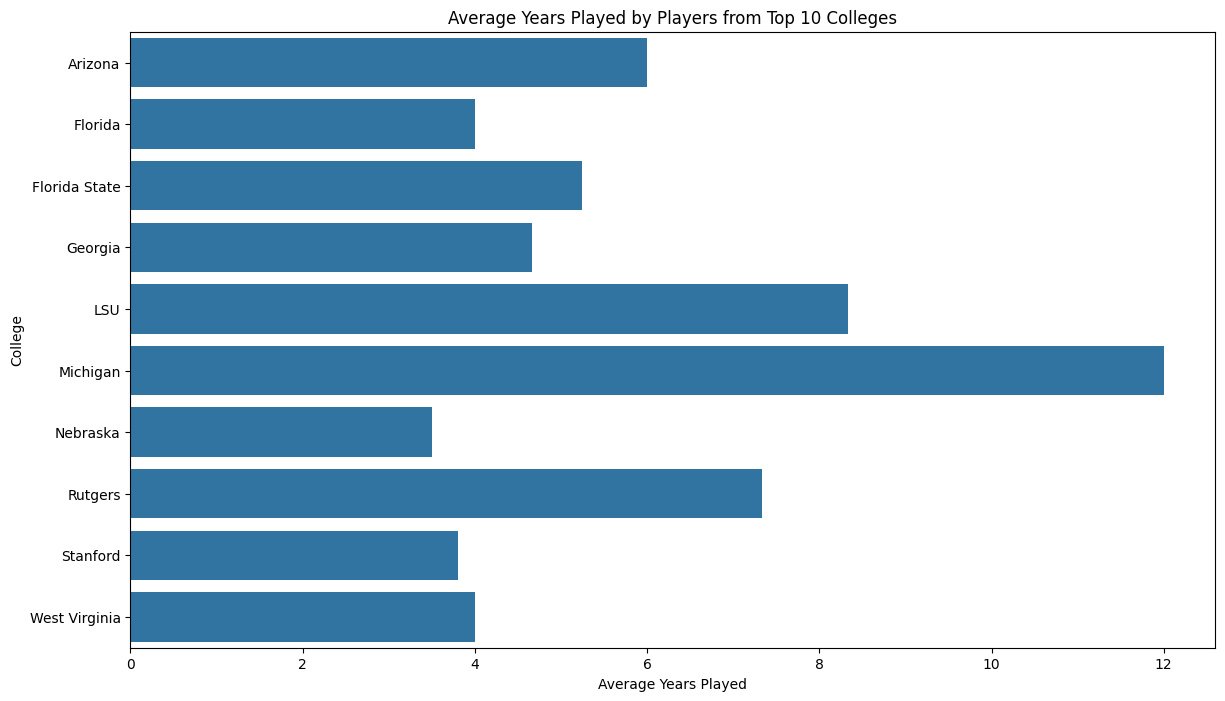 Average Years Played by Players from Top 10 Colleges
College
Arizona
Florida
Florida State
Georgia
LSU
Michigan
Nebraska
Rutgers
Stanford
West Virginia
0 2 4 6 8 10 12
Average Years Played